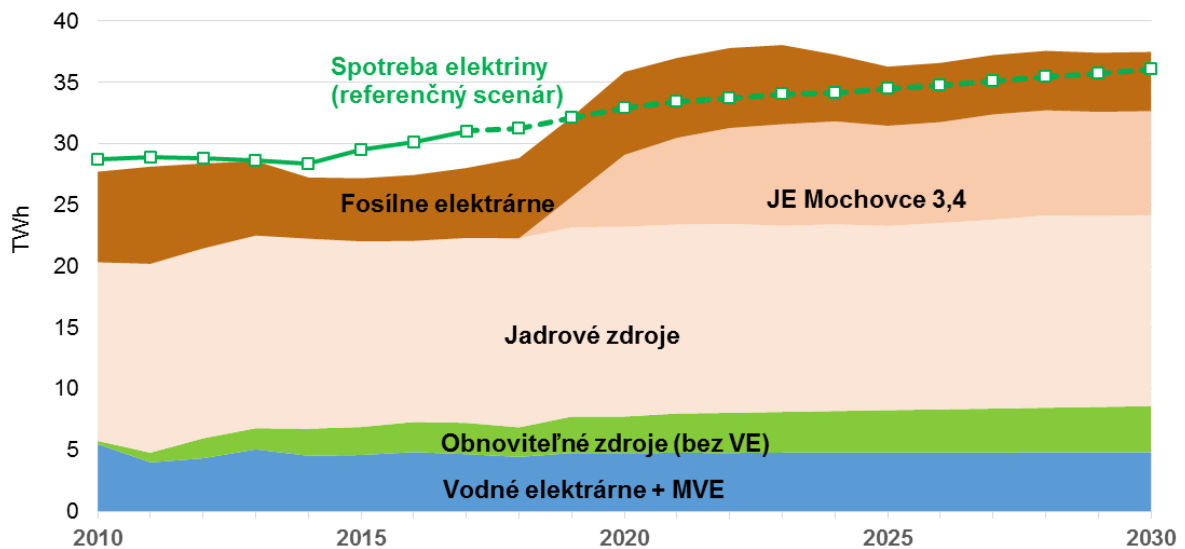 40
35
30
25
20
15
10
5
0
TWh
Spotreba elektriny
(referenčný scenár)
Fosílne elektrárne
JE Mochovce 3,4
Jadrové zdroje
Obnoviteľné zdroje (bez VE)
Vodné elektrárne + MVE
2010 2015 2020 2025 2030